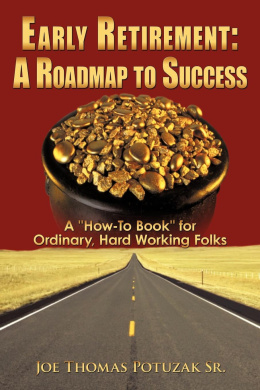 EARLY RETIREMENT:
A ROADMAP TO SUCCESS
A "How-To Book" for
Ordinary, Hard Working Folks
JOE THOMAS POTUZAK SR.